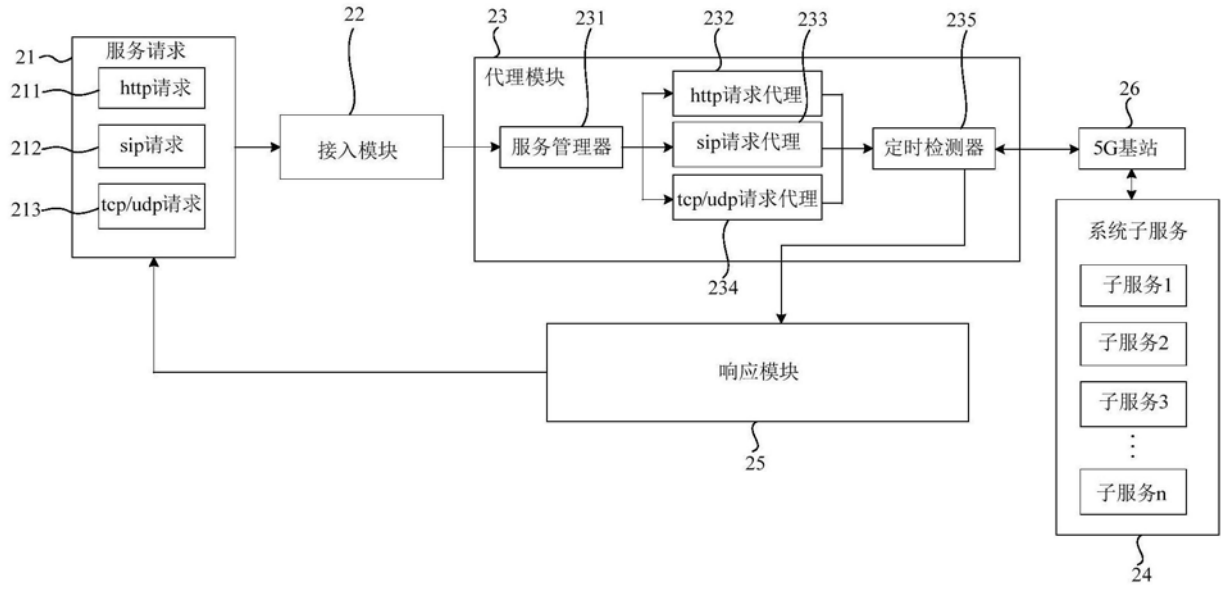 22
23
231
232
233
235
21
服务请求
211
http请求
212
sip请求
213
tcp/udp请求
接入模块
代理模块
服务管理器
http请求代理
sip请求代理
tcp/udp请求代理
234
定时检测器
26
5G基站
系统子服务
子服务1
子服务2
子服务3
⋮
子服务n
24
响应模块
25